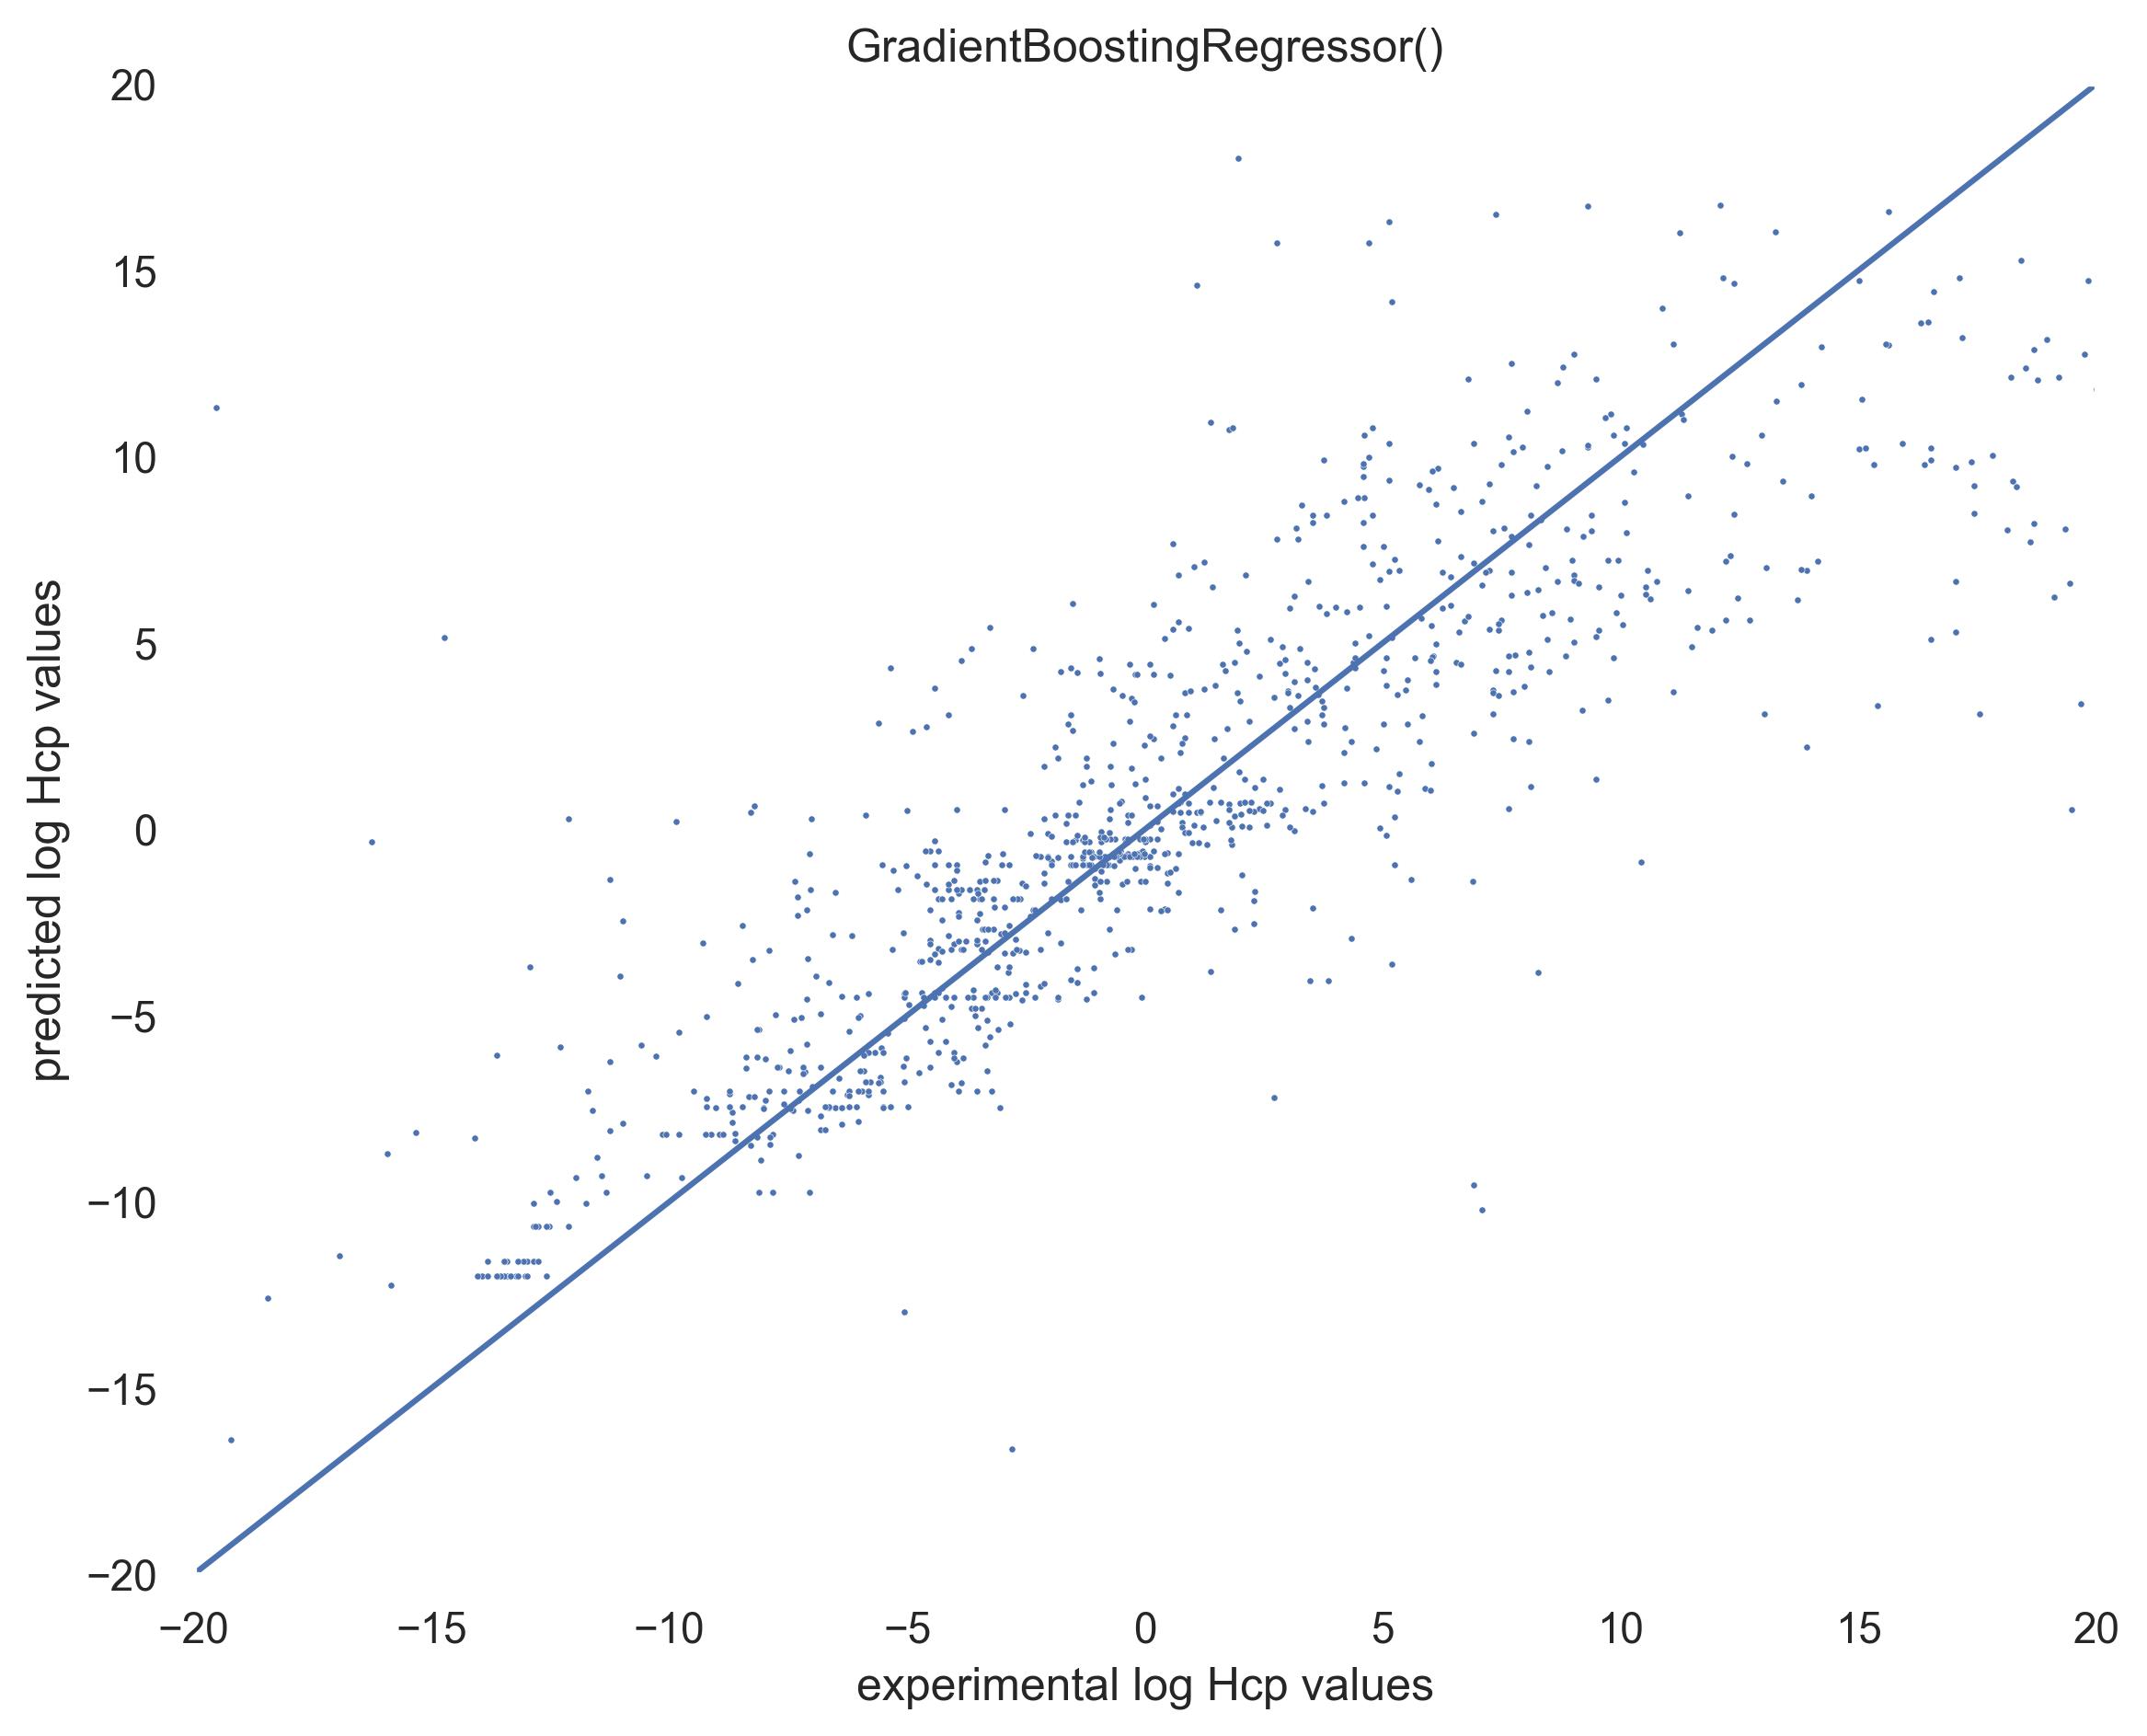 GradientBoostingRegressor()
20
15
10
5
0
−5
−10
−15
−20
predicted log Hcp values
−20 −15 −10 −5 0 5 10 15 20
experimental log Hcp values